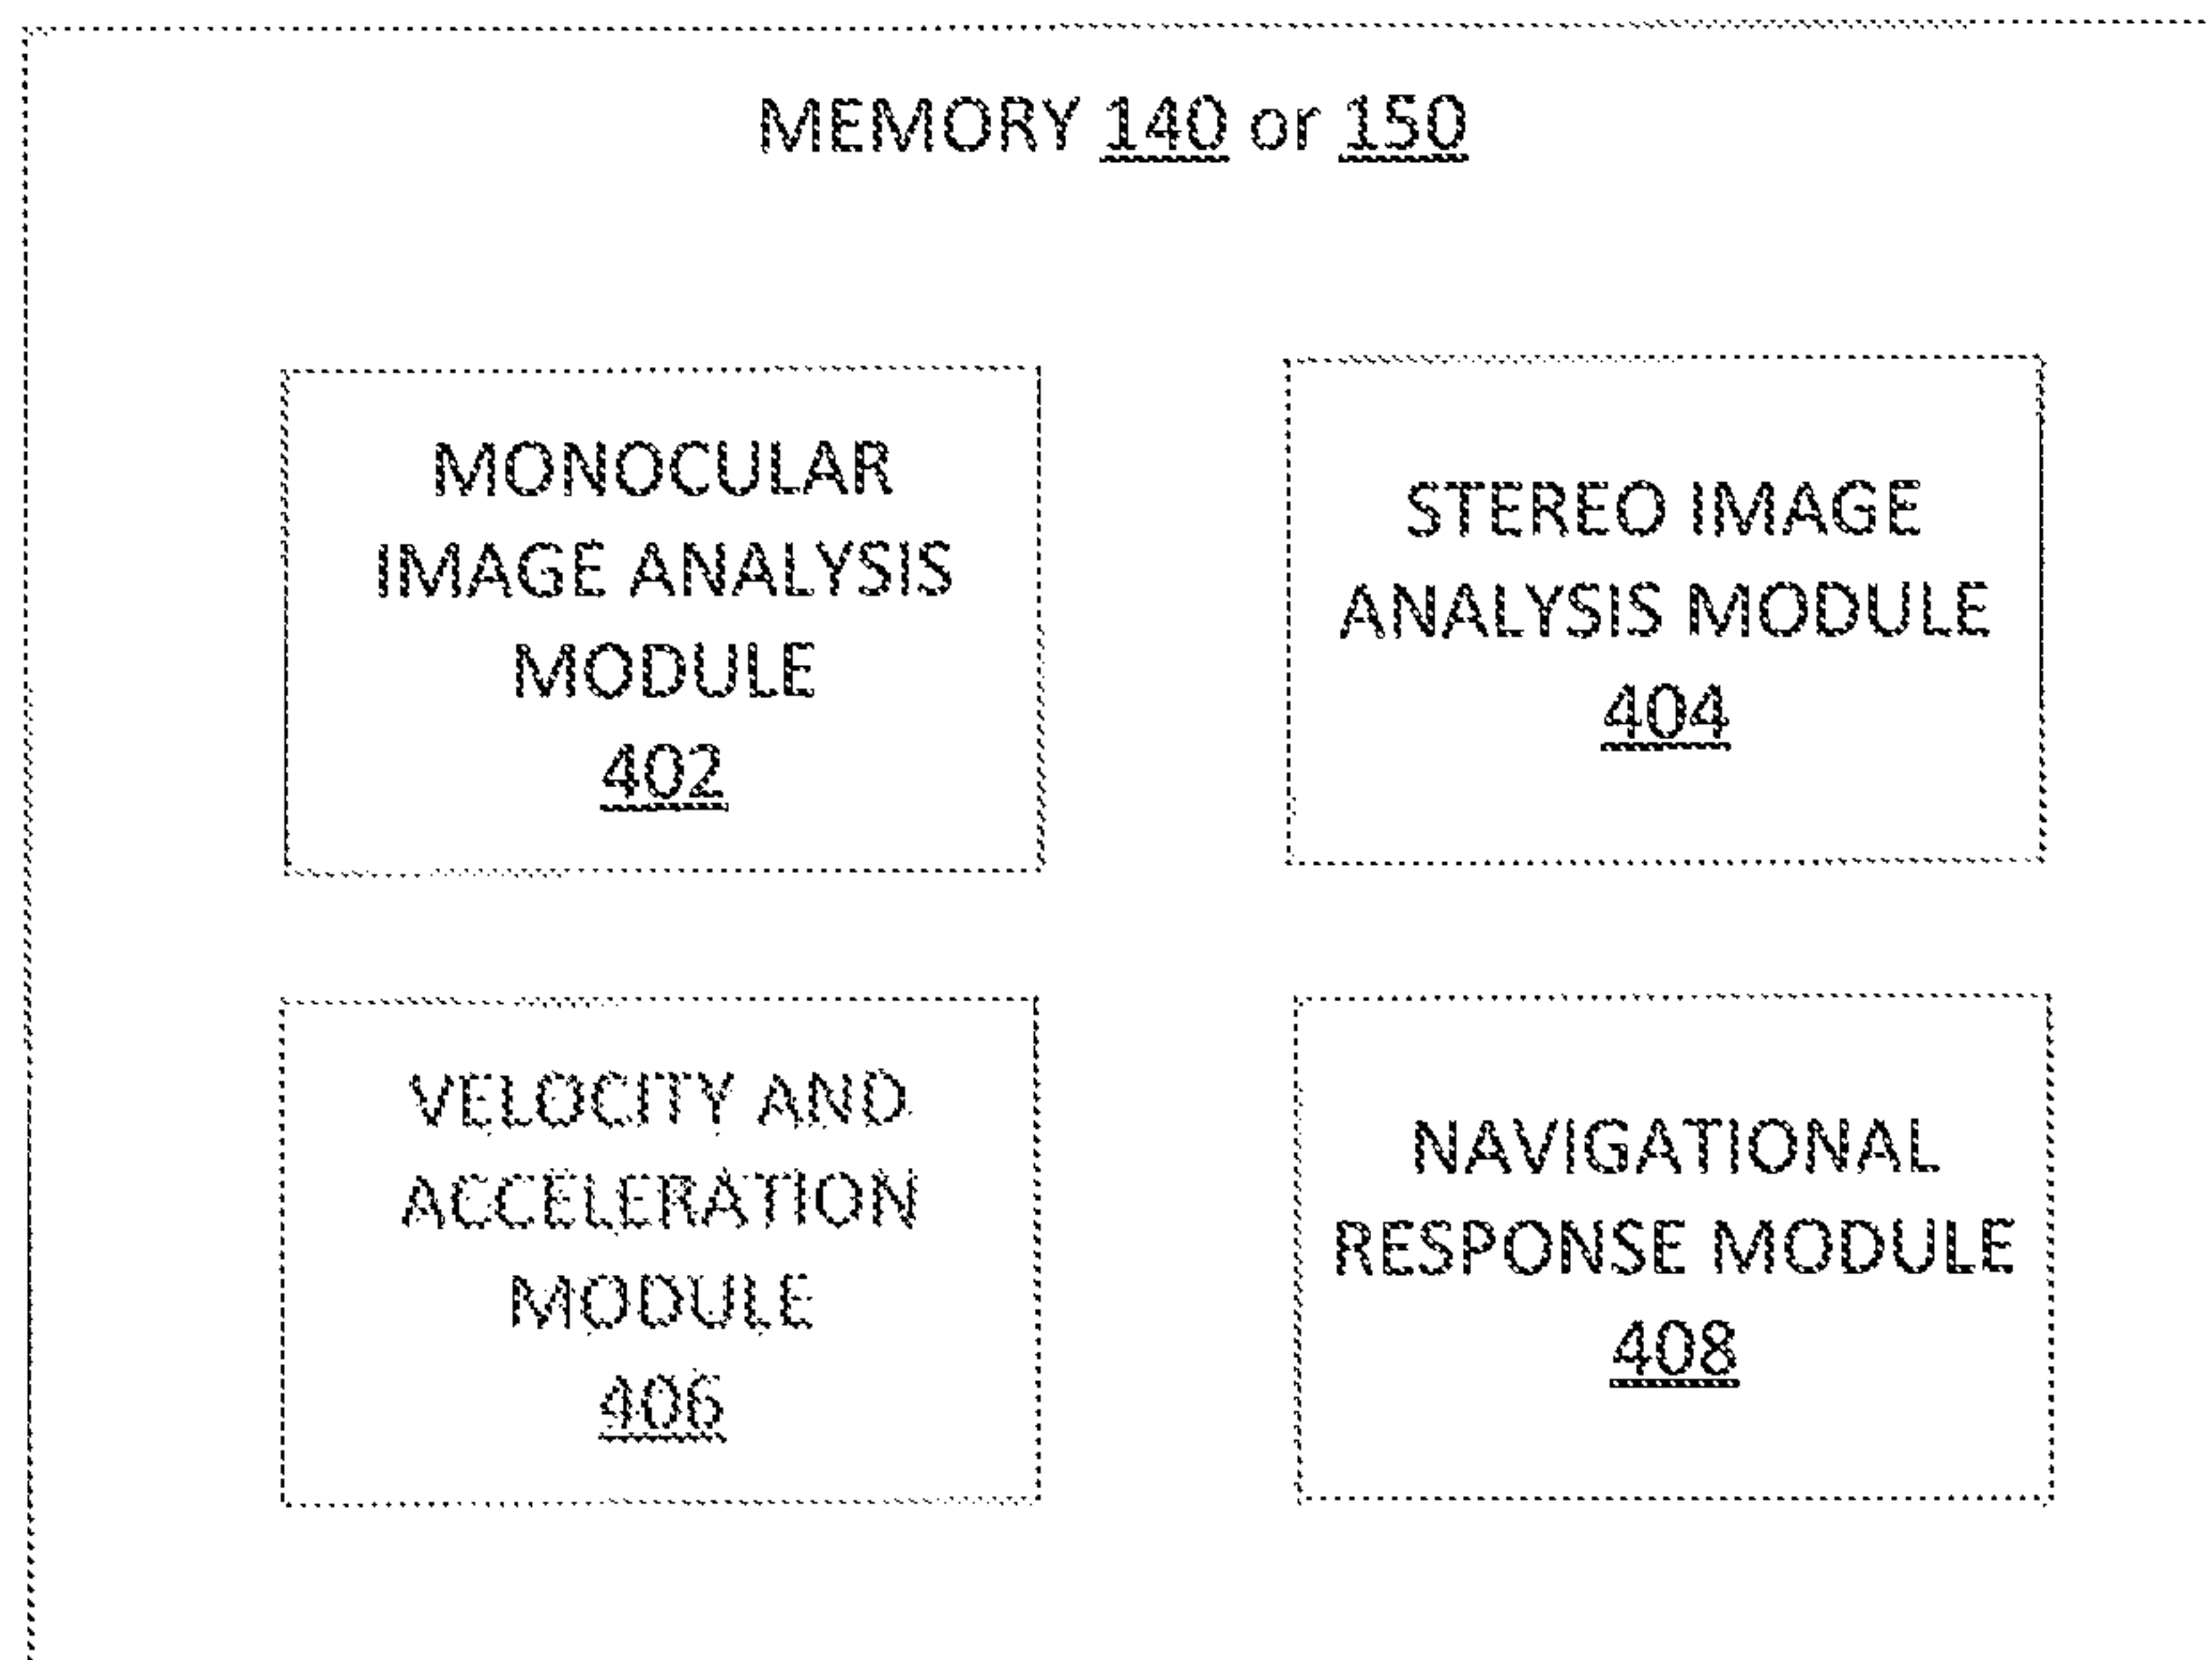 MEMORY 140 or 150
MONOCULAR
IMAGE ANALYSIS
MODULE
402
STEREO IMAGE
ANALYSIS MODULE
404
VELOCITY AND
ACCELERATION
MODULE
406
NAVIGATIONAL
RESPONSE MODULE
408